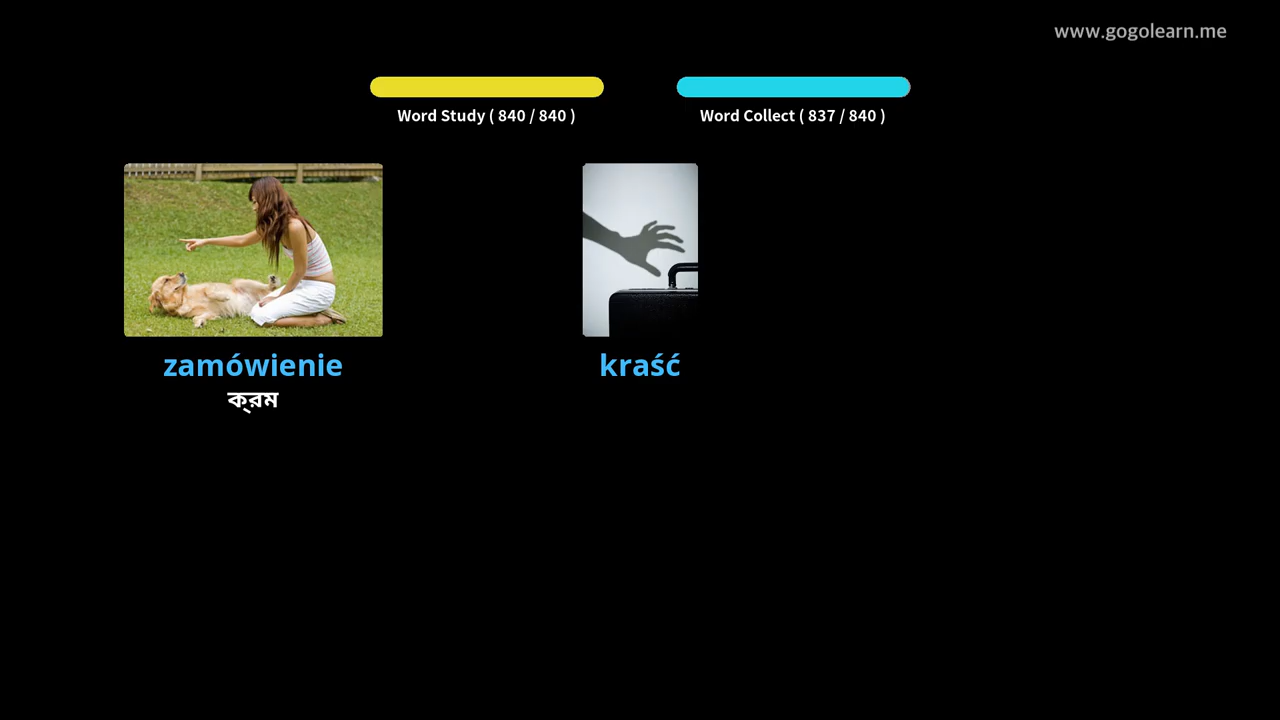 www.gogolearn.me
Word Study ( 840 / 840 )
Word Collect ( 837 / 840 )
zamówienie
ক্রম
kraść